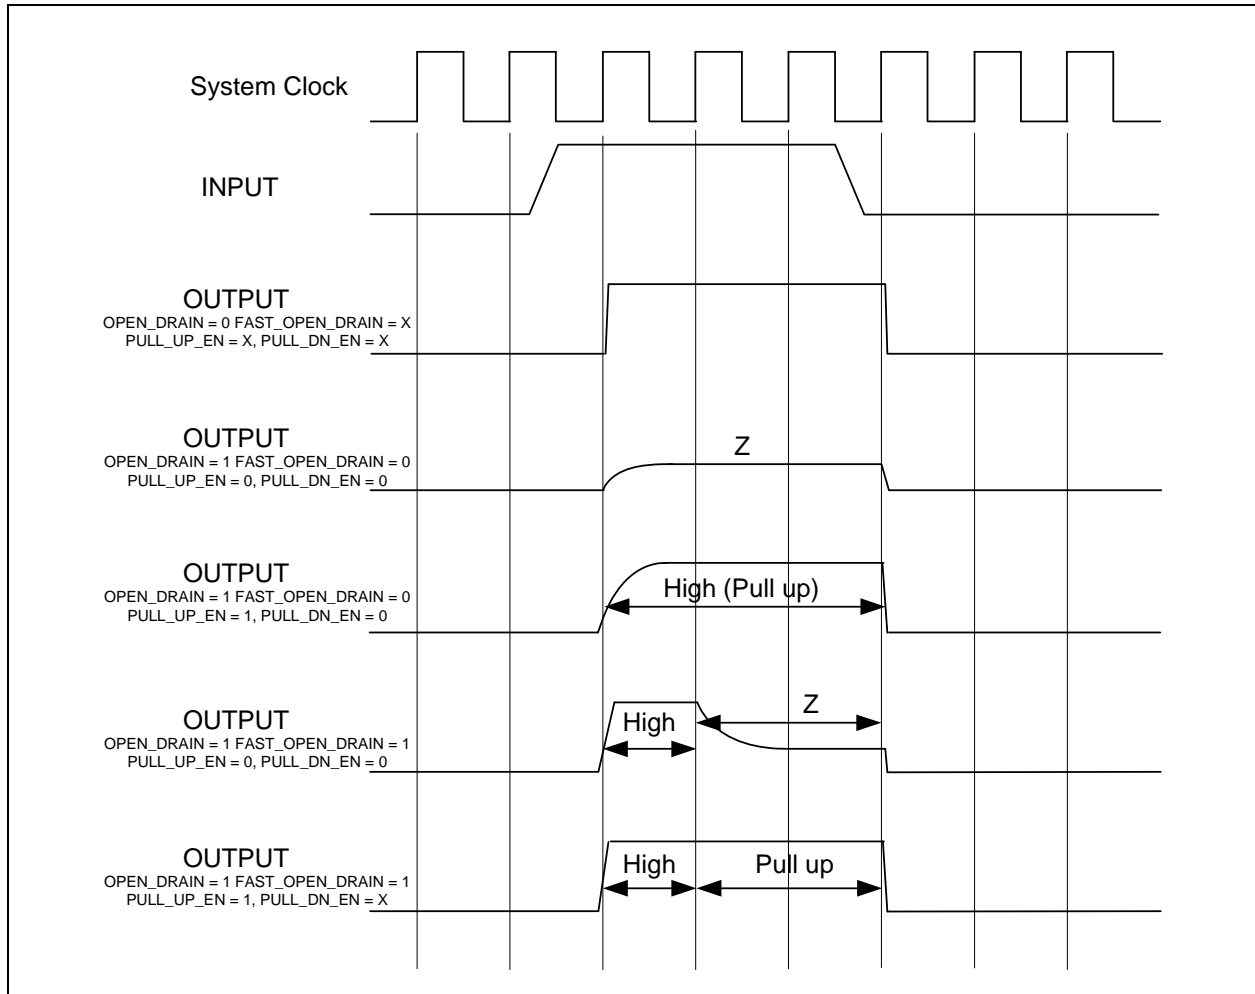 System Clock
INPUT
OUTPUT
OPEN_DRAIN = 0 FAST_OPEN_DRAIN = X
PULL_UP_EN = X, PULL_DN_EN = X
OUTPUT
OPEN_DRAIN = 1 FAST_OPEN_DRAIN = 0
PULL_UP_EN = 0, PULL_DN_EN = 0
Z
OUTPUT
OPEN_DRAIN = 1 FAST_OPEN_DRAIN = 0
PULL_UP_EN = 1, PULL_DN_EN = 0
High (Pull up)
OUTPUT
OPEN_DRAIN = 1 FAST_OPEN_DRAIN = 1
PULL_UP_EN = 0, PULL_DN_EN = 0
High
Z
OUTPUT
OPEN_DRAIN = 1 FAST_OPEN_DRAIN = 1
PULL_UP_EN = 1, PULL_DN_EN = X
High
Pull up